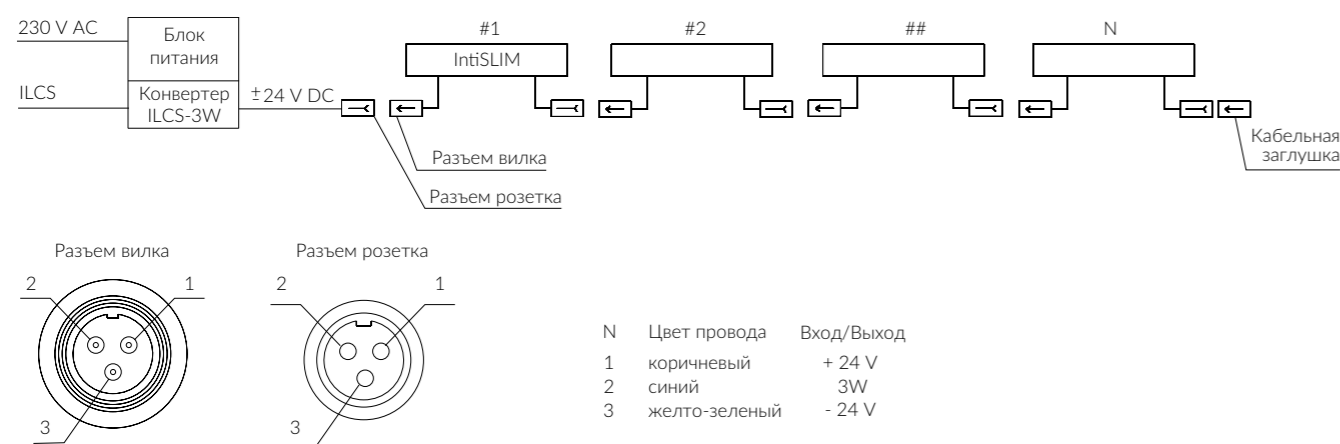 230 V AC
Блок
питания
ILCS
Конвертер
ILCS-3W
±24 V DC
#1
IntiSLIM
#2
##
N
Разъем вилка
Разъем розетка
Кабельная
заглушка
Разъем вилка
2
1
3
Разъем розетка
2
1
3
N Цвет провода Вход/Выход
1 коричневый + 24 V
2 синий 3W
3 желто-зеленый - 24 V